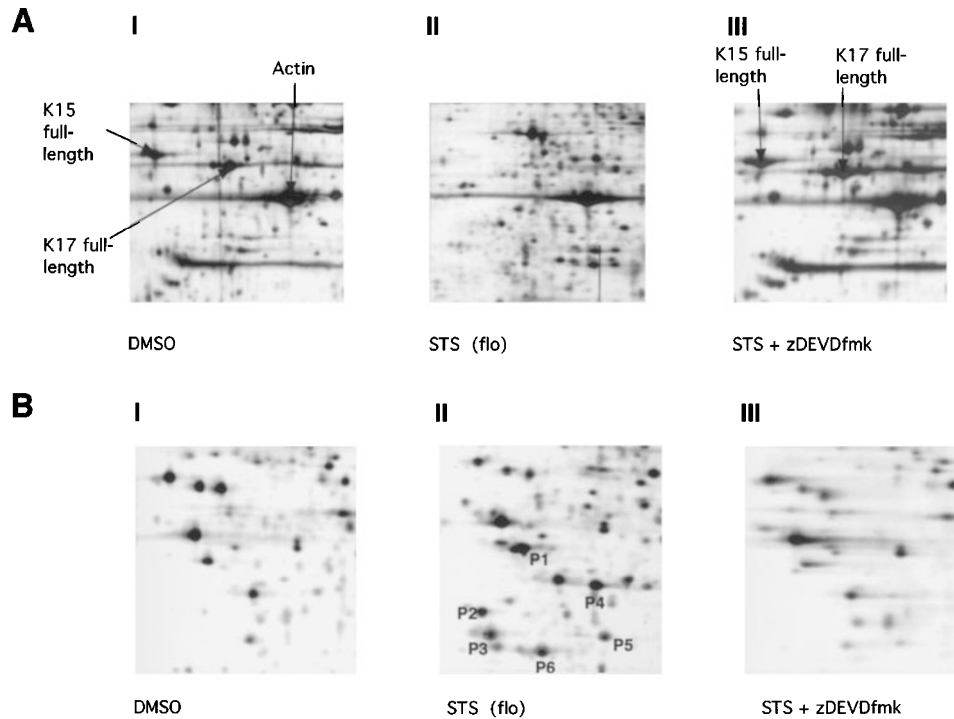 A
I
II
III
Actin
K15
full-
length
K17 full-
length
K15 full-
length
K17 full-
length
DMSO
STS (flo)
STS + zDEVDfmk
B
I
II
III
P1
P4
P2
P3
P5
P6
DMSO
STS (flo)
STS + zDEVDfmk